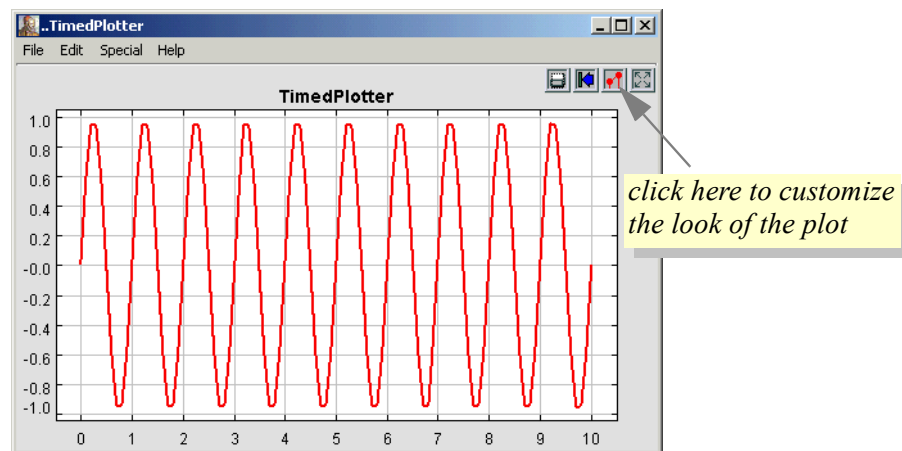 ..TimedPlotter
File Edit Special Help
TimedPlotter
1.0
0.8
0.6
0.4
0.2
-0.0
-0.2
-0.4
-0.6
-0.8
-1.0
0 1 2 3 4 5 6 7 8 9 10
click here to customize
the look of the plot